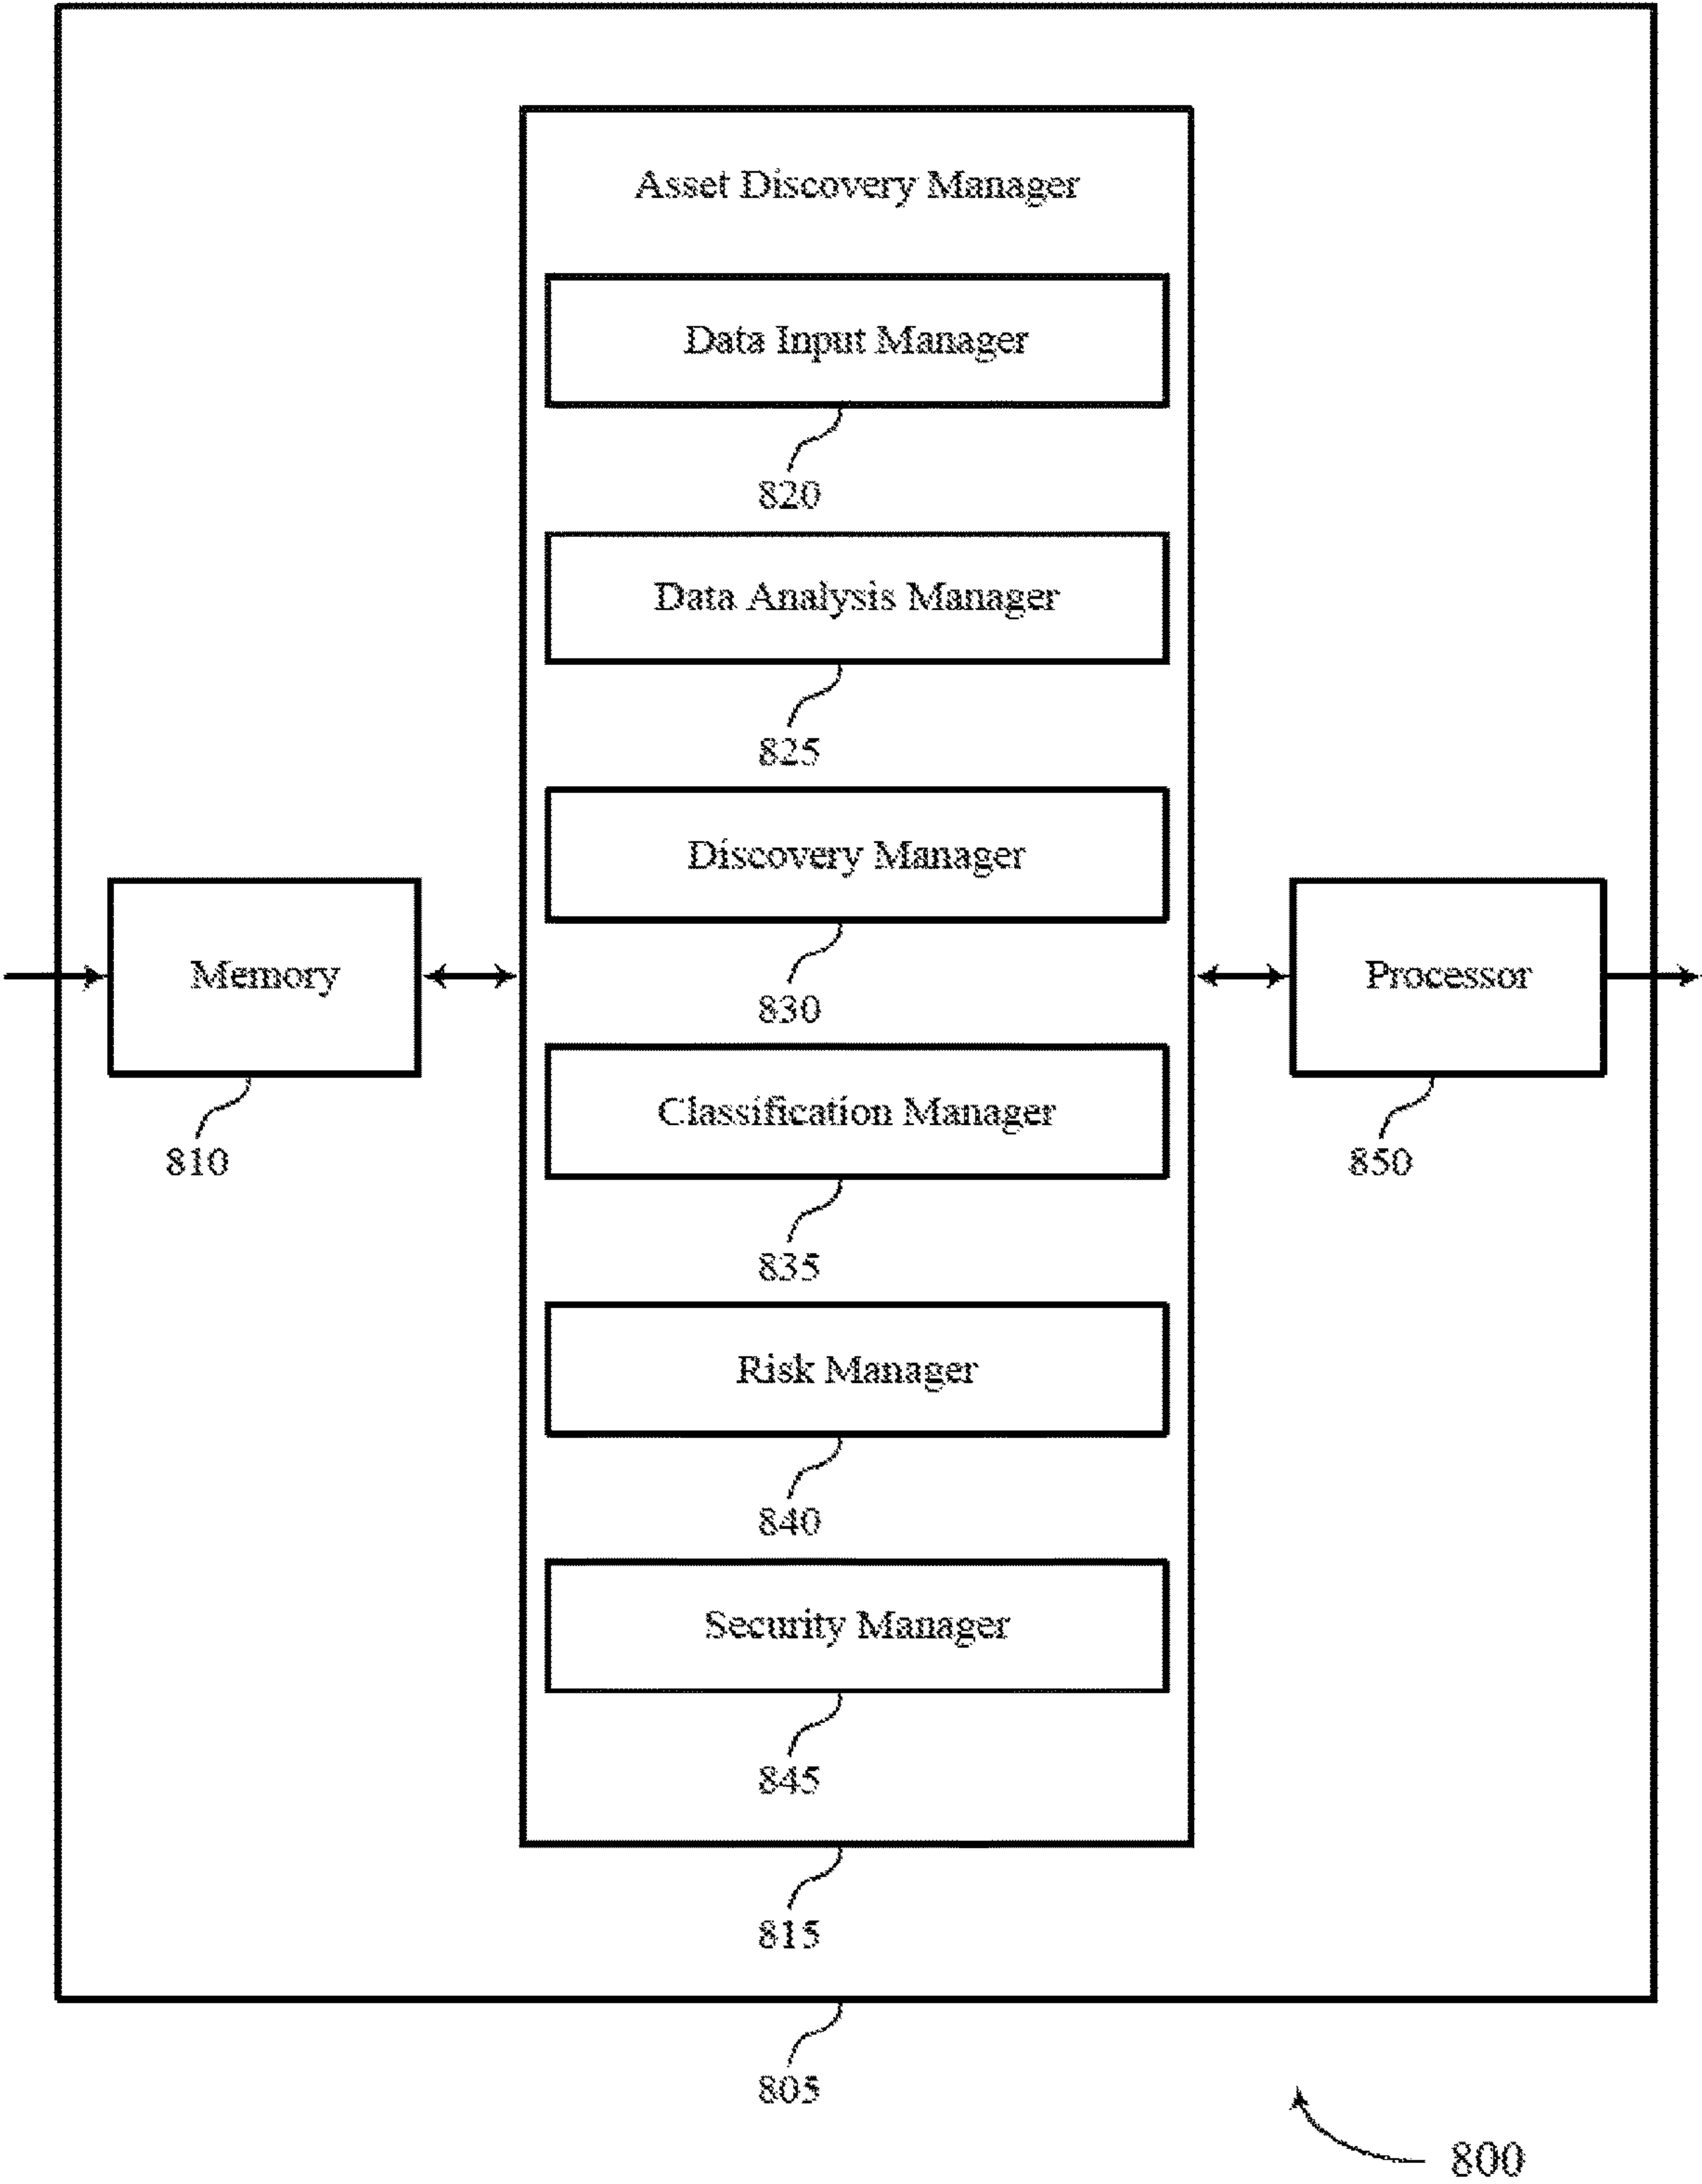 Asset Discovery Manager
Data Input Manager
820
Data Analysis Manager
825
Discovery Manager
830
Memory
810
Processor
850
Classification Manager
835
Risk Manager
840
Security Manager
845
815
805
800